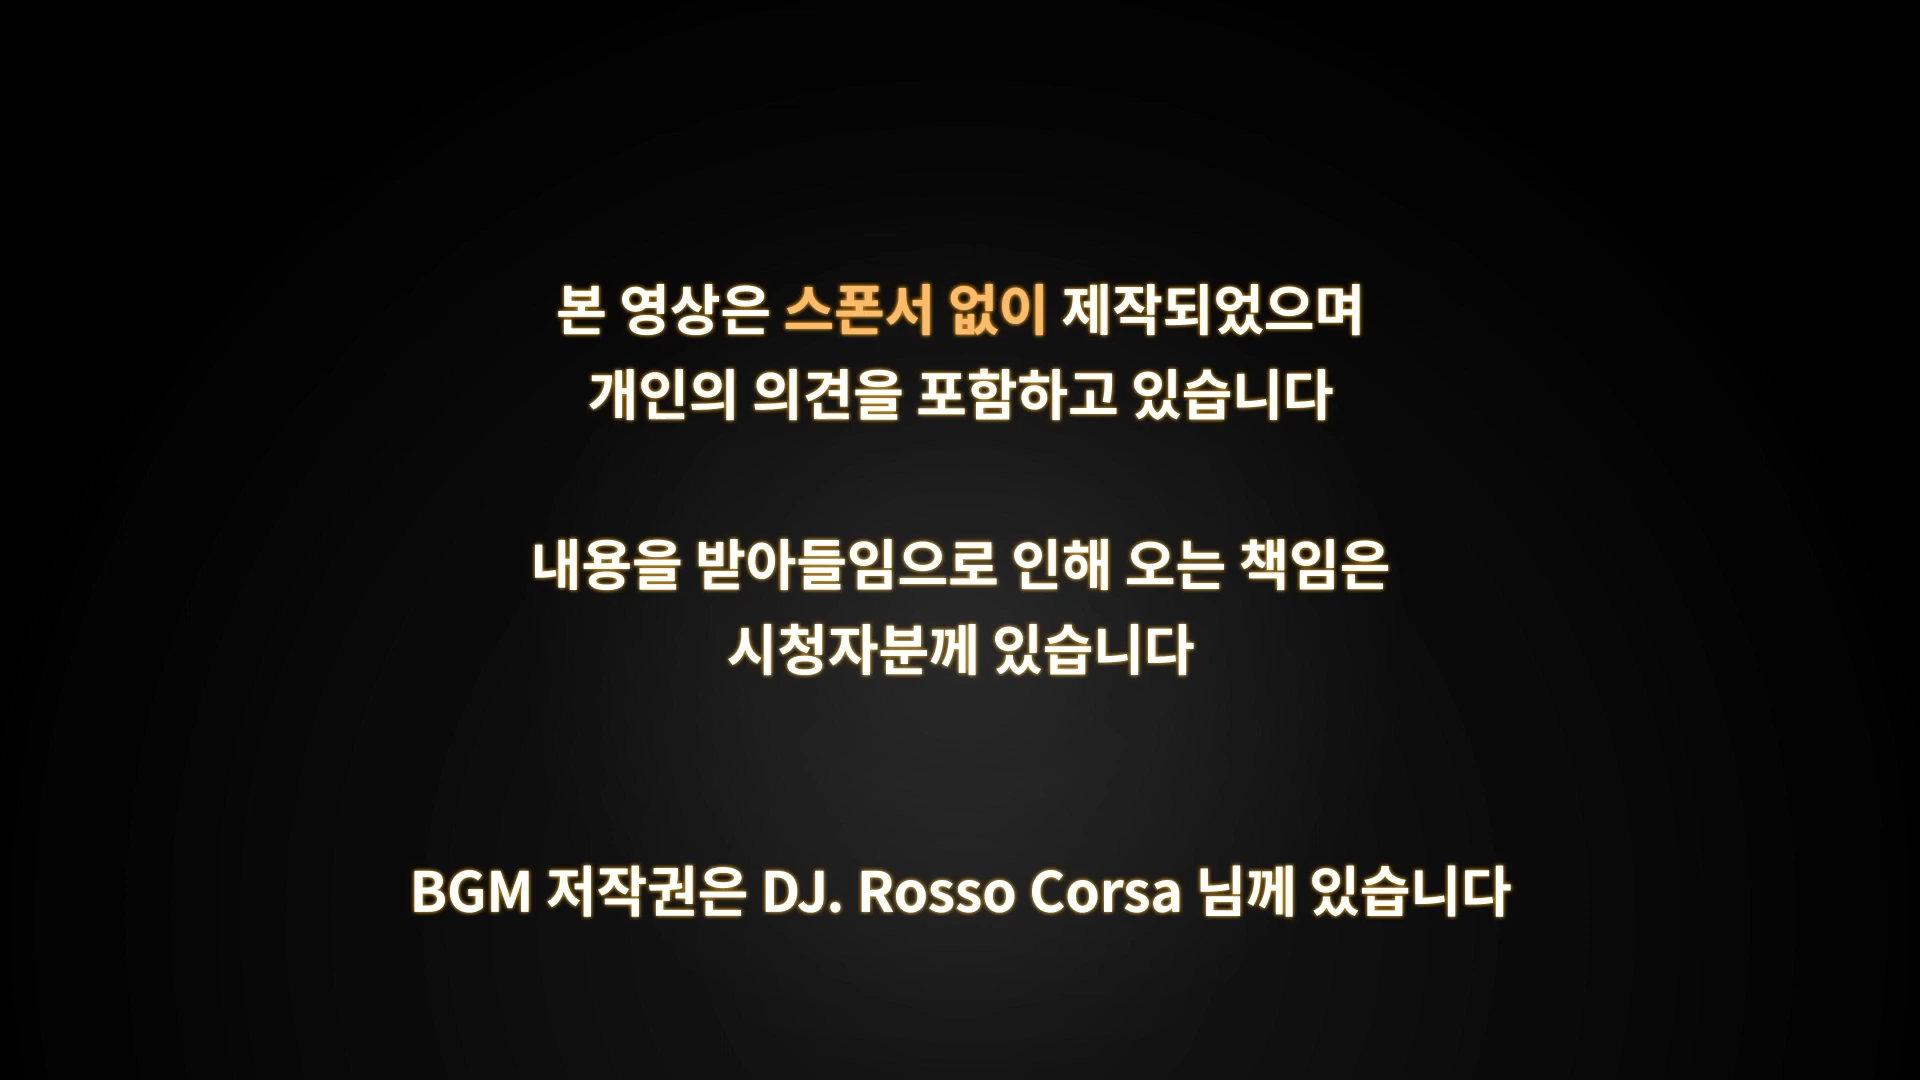 본 영상은 스폰서 없이 제작되었으며
개인의 의견을 포함하고 있습니다
내용을 받아들임으로 인해 오는 책임은
시청자분께 있습니다
BGM 저작권은 DJ. Rosso Corsa 님께 있습니다